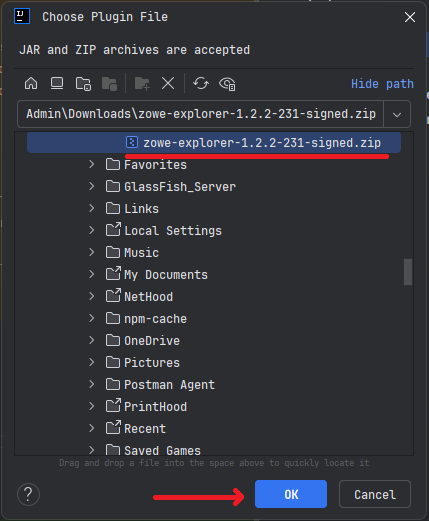 IJ Choose Plugin File
JAR and ZIP archives are accepted
Hide path
Admin\Downloads\zowe-explorer-1.2.2-231-signed.zip
zowe-explorer-1.2.2-231-signed.zip
Favorites
GlassFish_Server
Links
Local Settings
Music
My Documents
NetHood
npm-cache
OneDrive
Pictures
Postman Agent
PrintHood
Recent
Saved Games
Drag and drop a file into the space above to quickly locate it
? OK Cancel